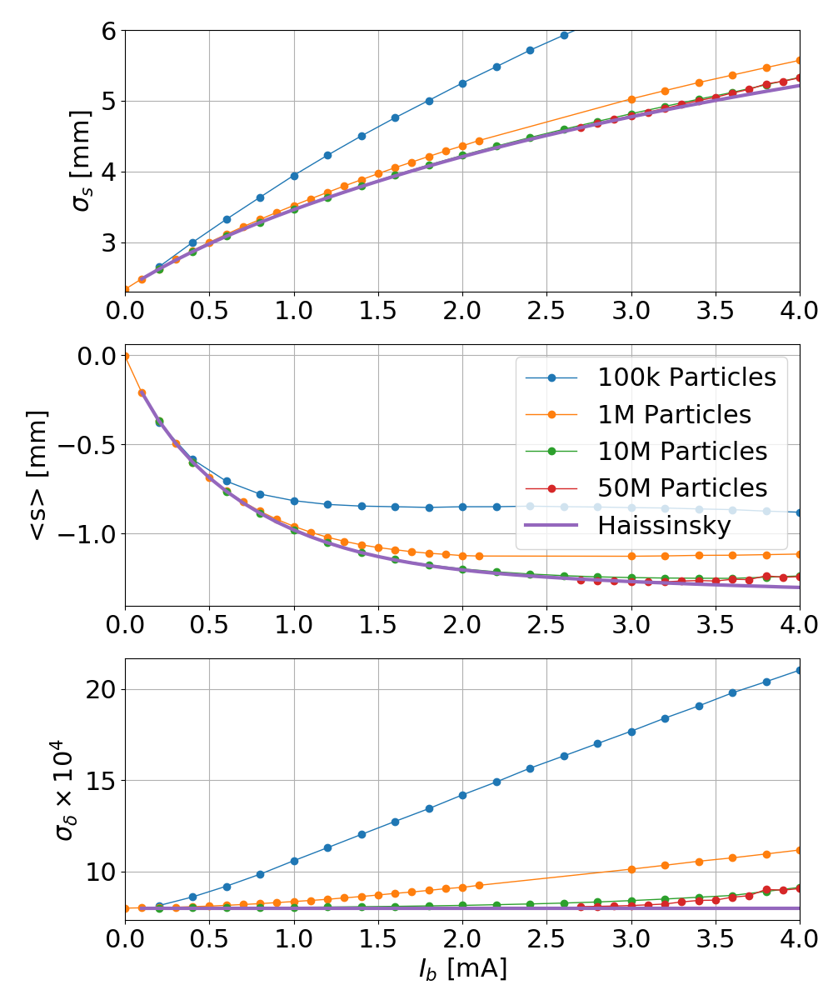 6
5
4
3
σₛ [mm]
0.0 0.5 1.0 1.5 2.0 2.5 3.0 3.5 4.0
0.0
−0.5
−1.0
<s> [mm]
100k Particles
1M Particles
10M Particles
50M Particles
Haissinsky
0.0 0.5 1.0 1.5 2.0 2.5 3.0 3.5 4.0
20
15
10
σ_δ × 10⁴
0.0 0.5 1.0 1.5 2.0 2.5 3.0 3.5 4.0
I_b [mA]